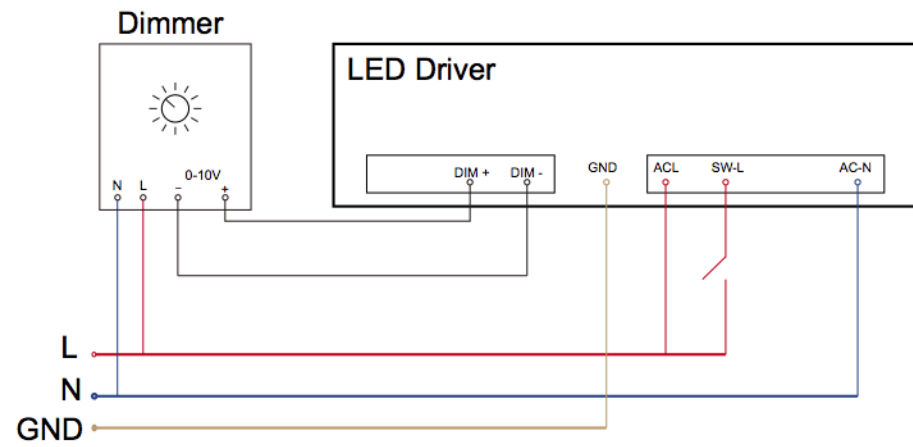 Dimmer
LED Driver
0-10V
N L – +
DIM + DIM - GND ACL SW-L AC-N
L
N
GND